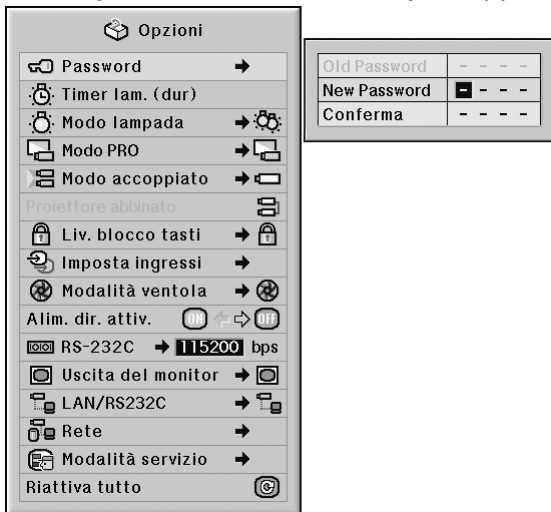 Opzioni
Password
Timer lam. (dur)
Modo lampada
Modo PRO
Modo accoppiato
Proiettore abbinato
Liv. blocco tasti
Imposta ingressi
Modalità ventola
Alim. dir. attiv. ON OFF
RS-232C 115200 bps
Uscita del monitor
LAN/RS232C
Rete
Modalità servizio
Riattiva tutto
Old Password - - - -
New Password - - - -
Conferma - - - -